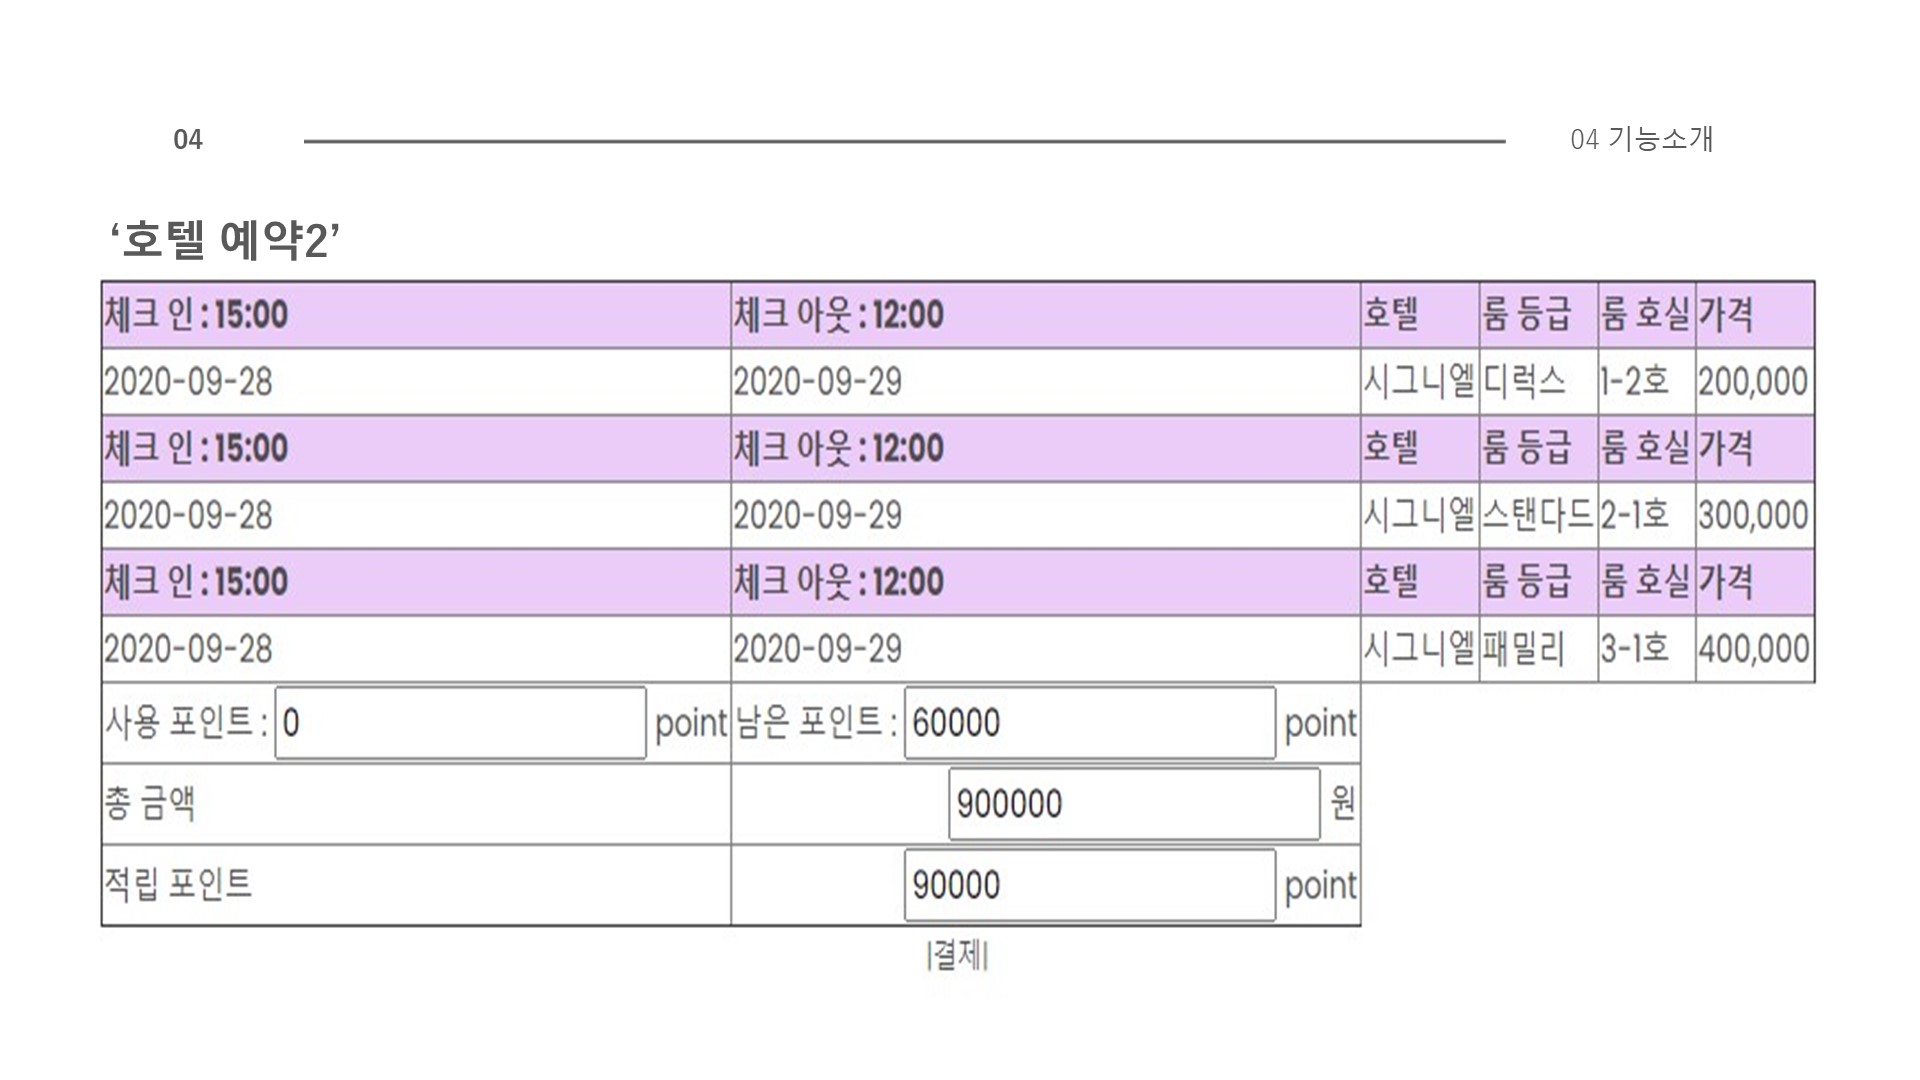 04
04 기능소개
‘호텔 예약2’
체크 인 : 15:00 체크 아웃 : 12:00 호텔 룸 등급 룸 호실 가격
2020-09-28 2020-09-29 시그니엘 디럭스 1-2호 200,000
체크 인 : 15:00 체크 아웃 : 12:00 호텔 룸 등급 룸 호실 가격
2020-09-28 2020-09-29 시그니엘 스탠다드 2-1호 300,000
체크 인 : 15:00 체크 아웃 : 12:00 호텔 룸 등급 룸 호실 가격
2020-09-28 2020-09-29 시그니엘 패밀리 3-1호 400,000
사용 포인트 : 0 point 남은 포인트 : 60000 point
총 금액 900000 원
적립 포인트 90000 point
|결제|